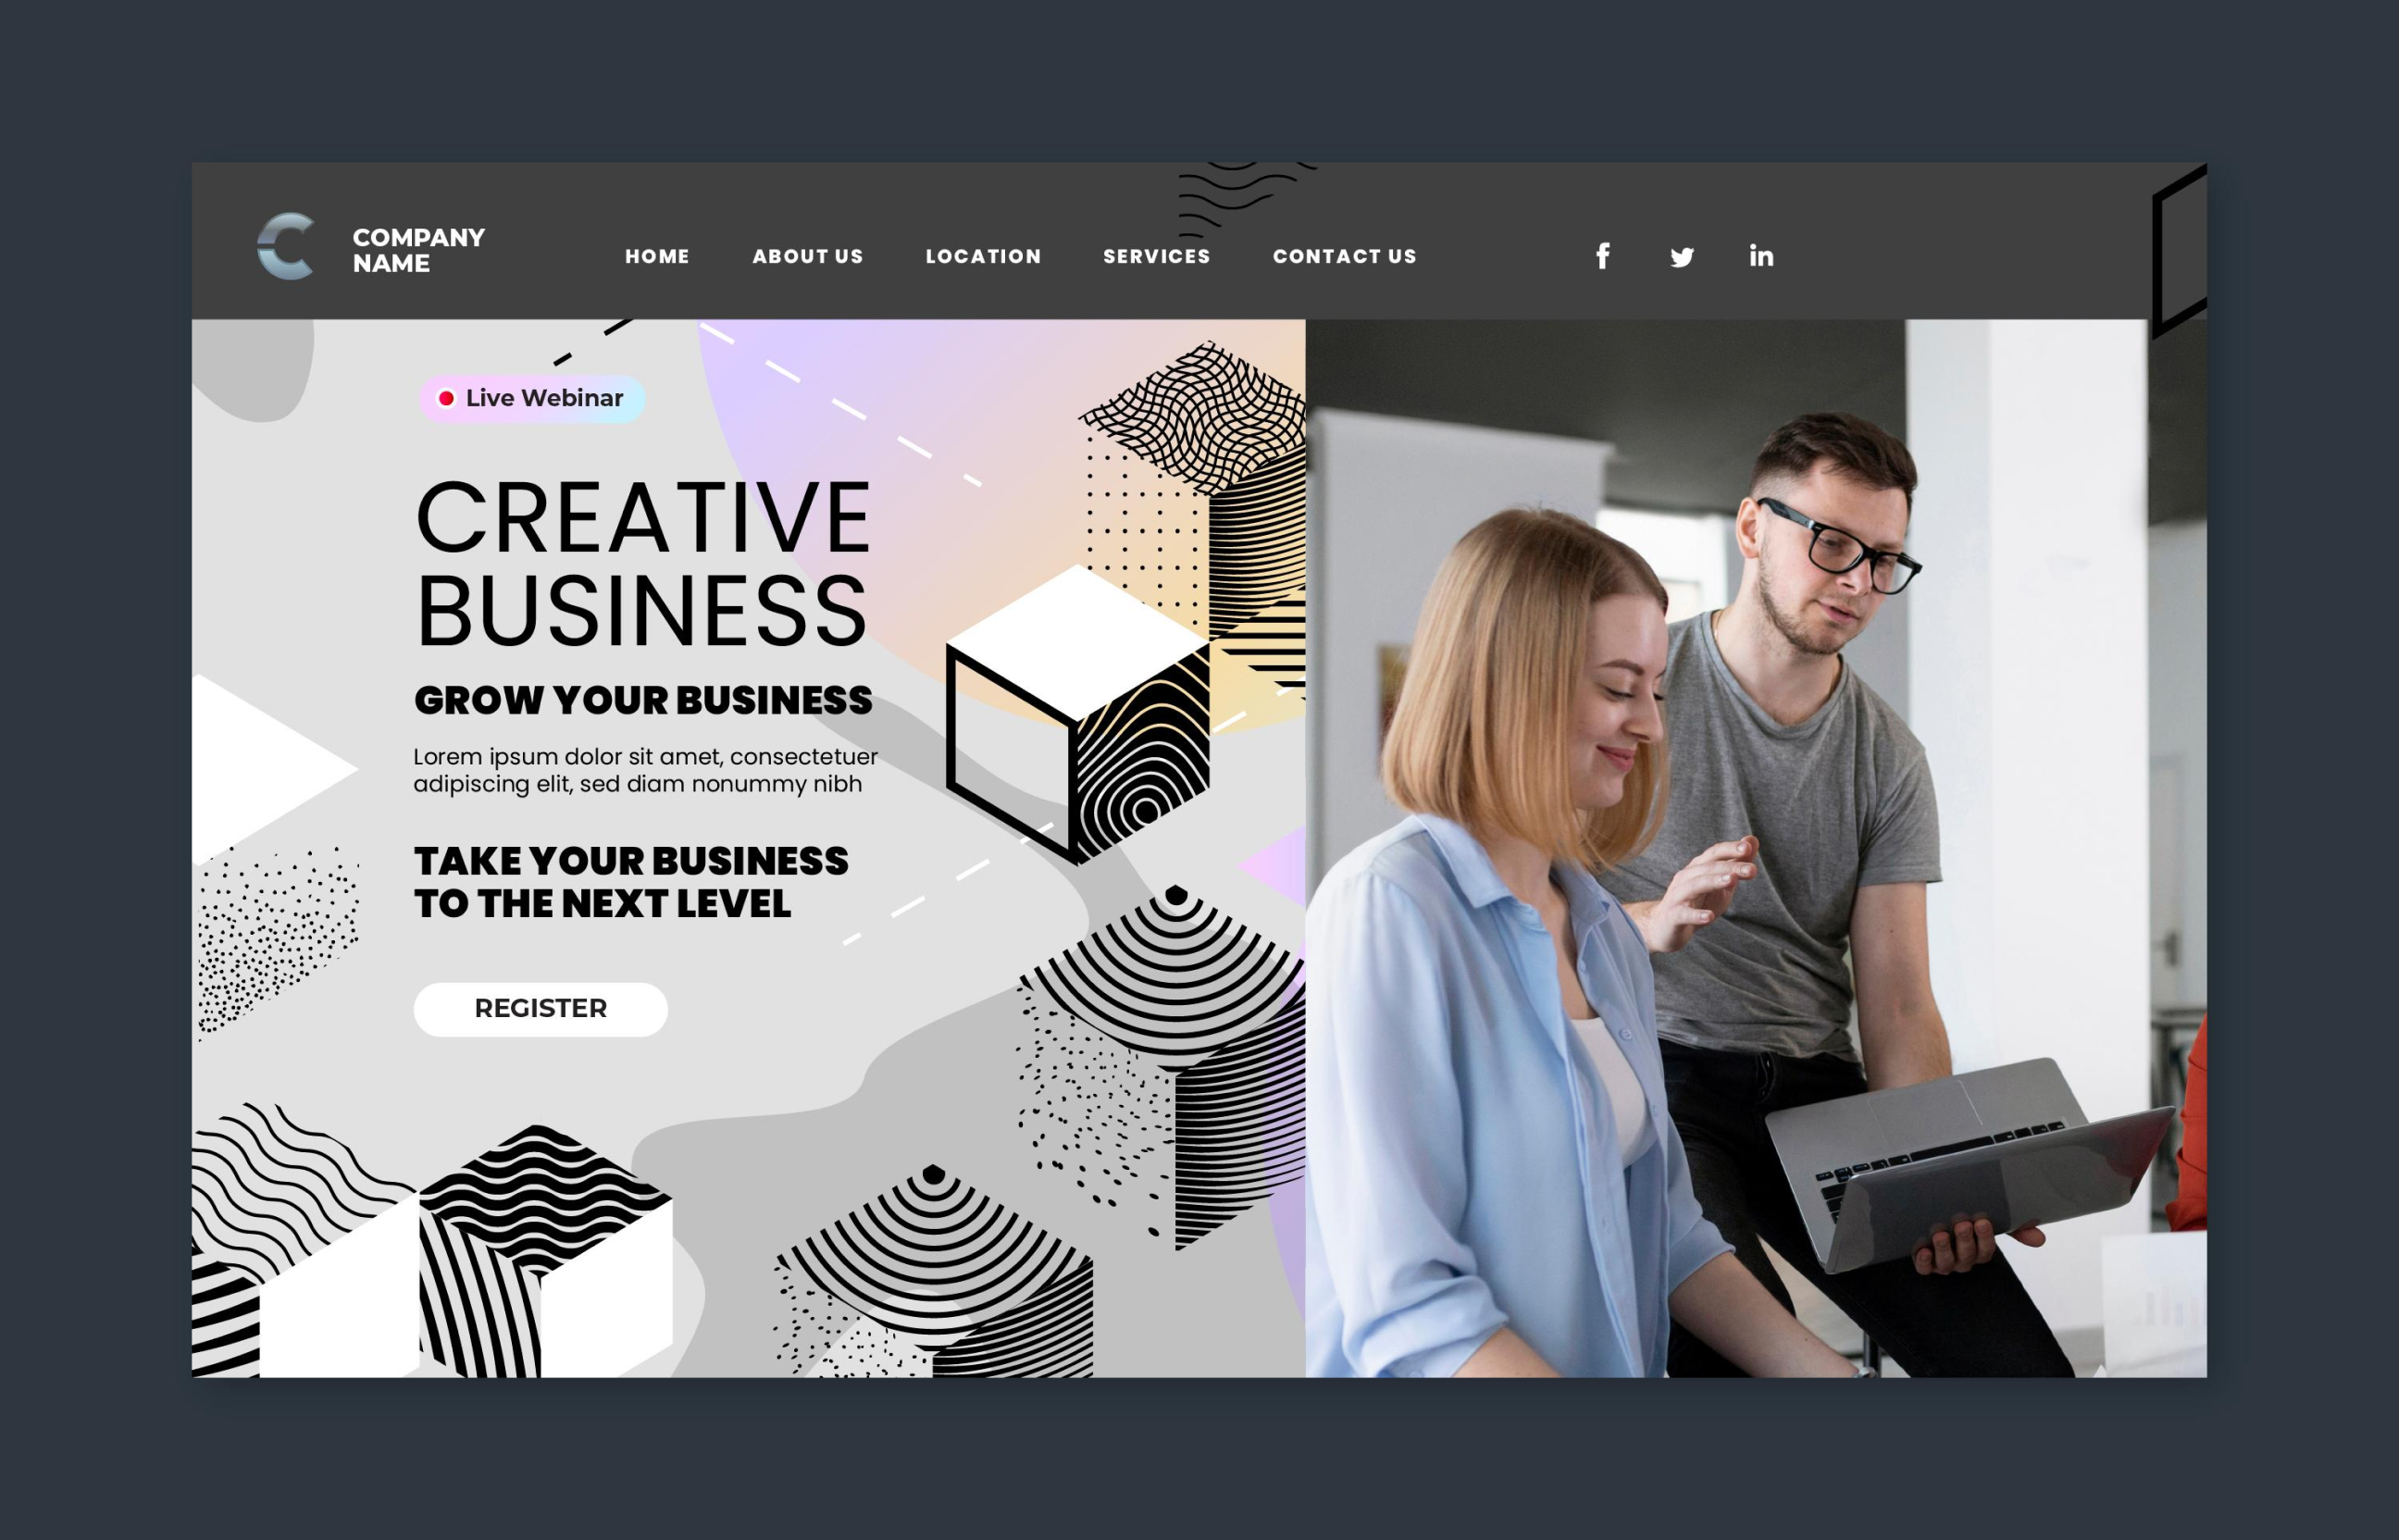 COMPANY
NAME
HOME ABOUT US LOCATION SERVICES CONTACT US
Live Webinar
CREATIVE
BUSINESS
GROW YOUR BUSINESS
Lorem ipsum dolor sit amet, consectetuer
adipiscing elit, sed diam nonummy nibh
TAKE YOUR BUSINESS
TO THE NEXT LEVEL
REGISTER